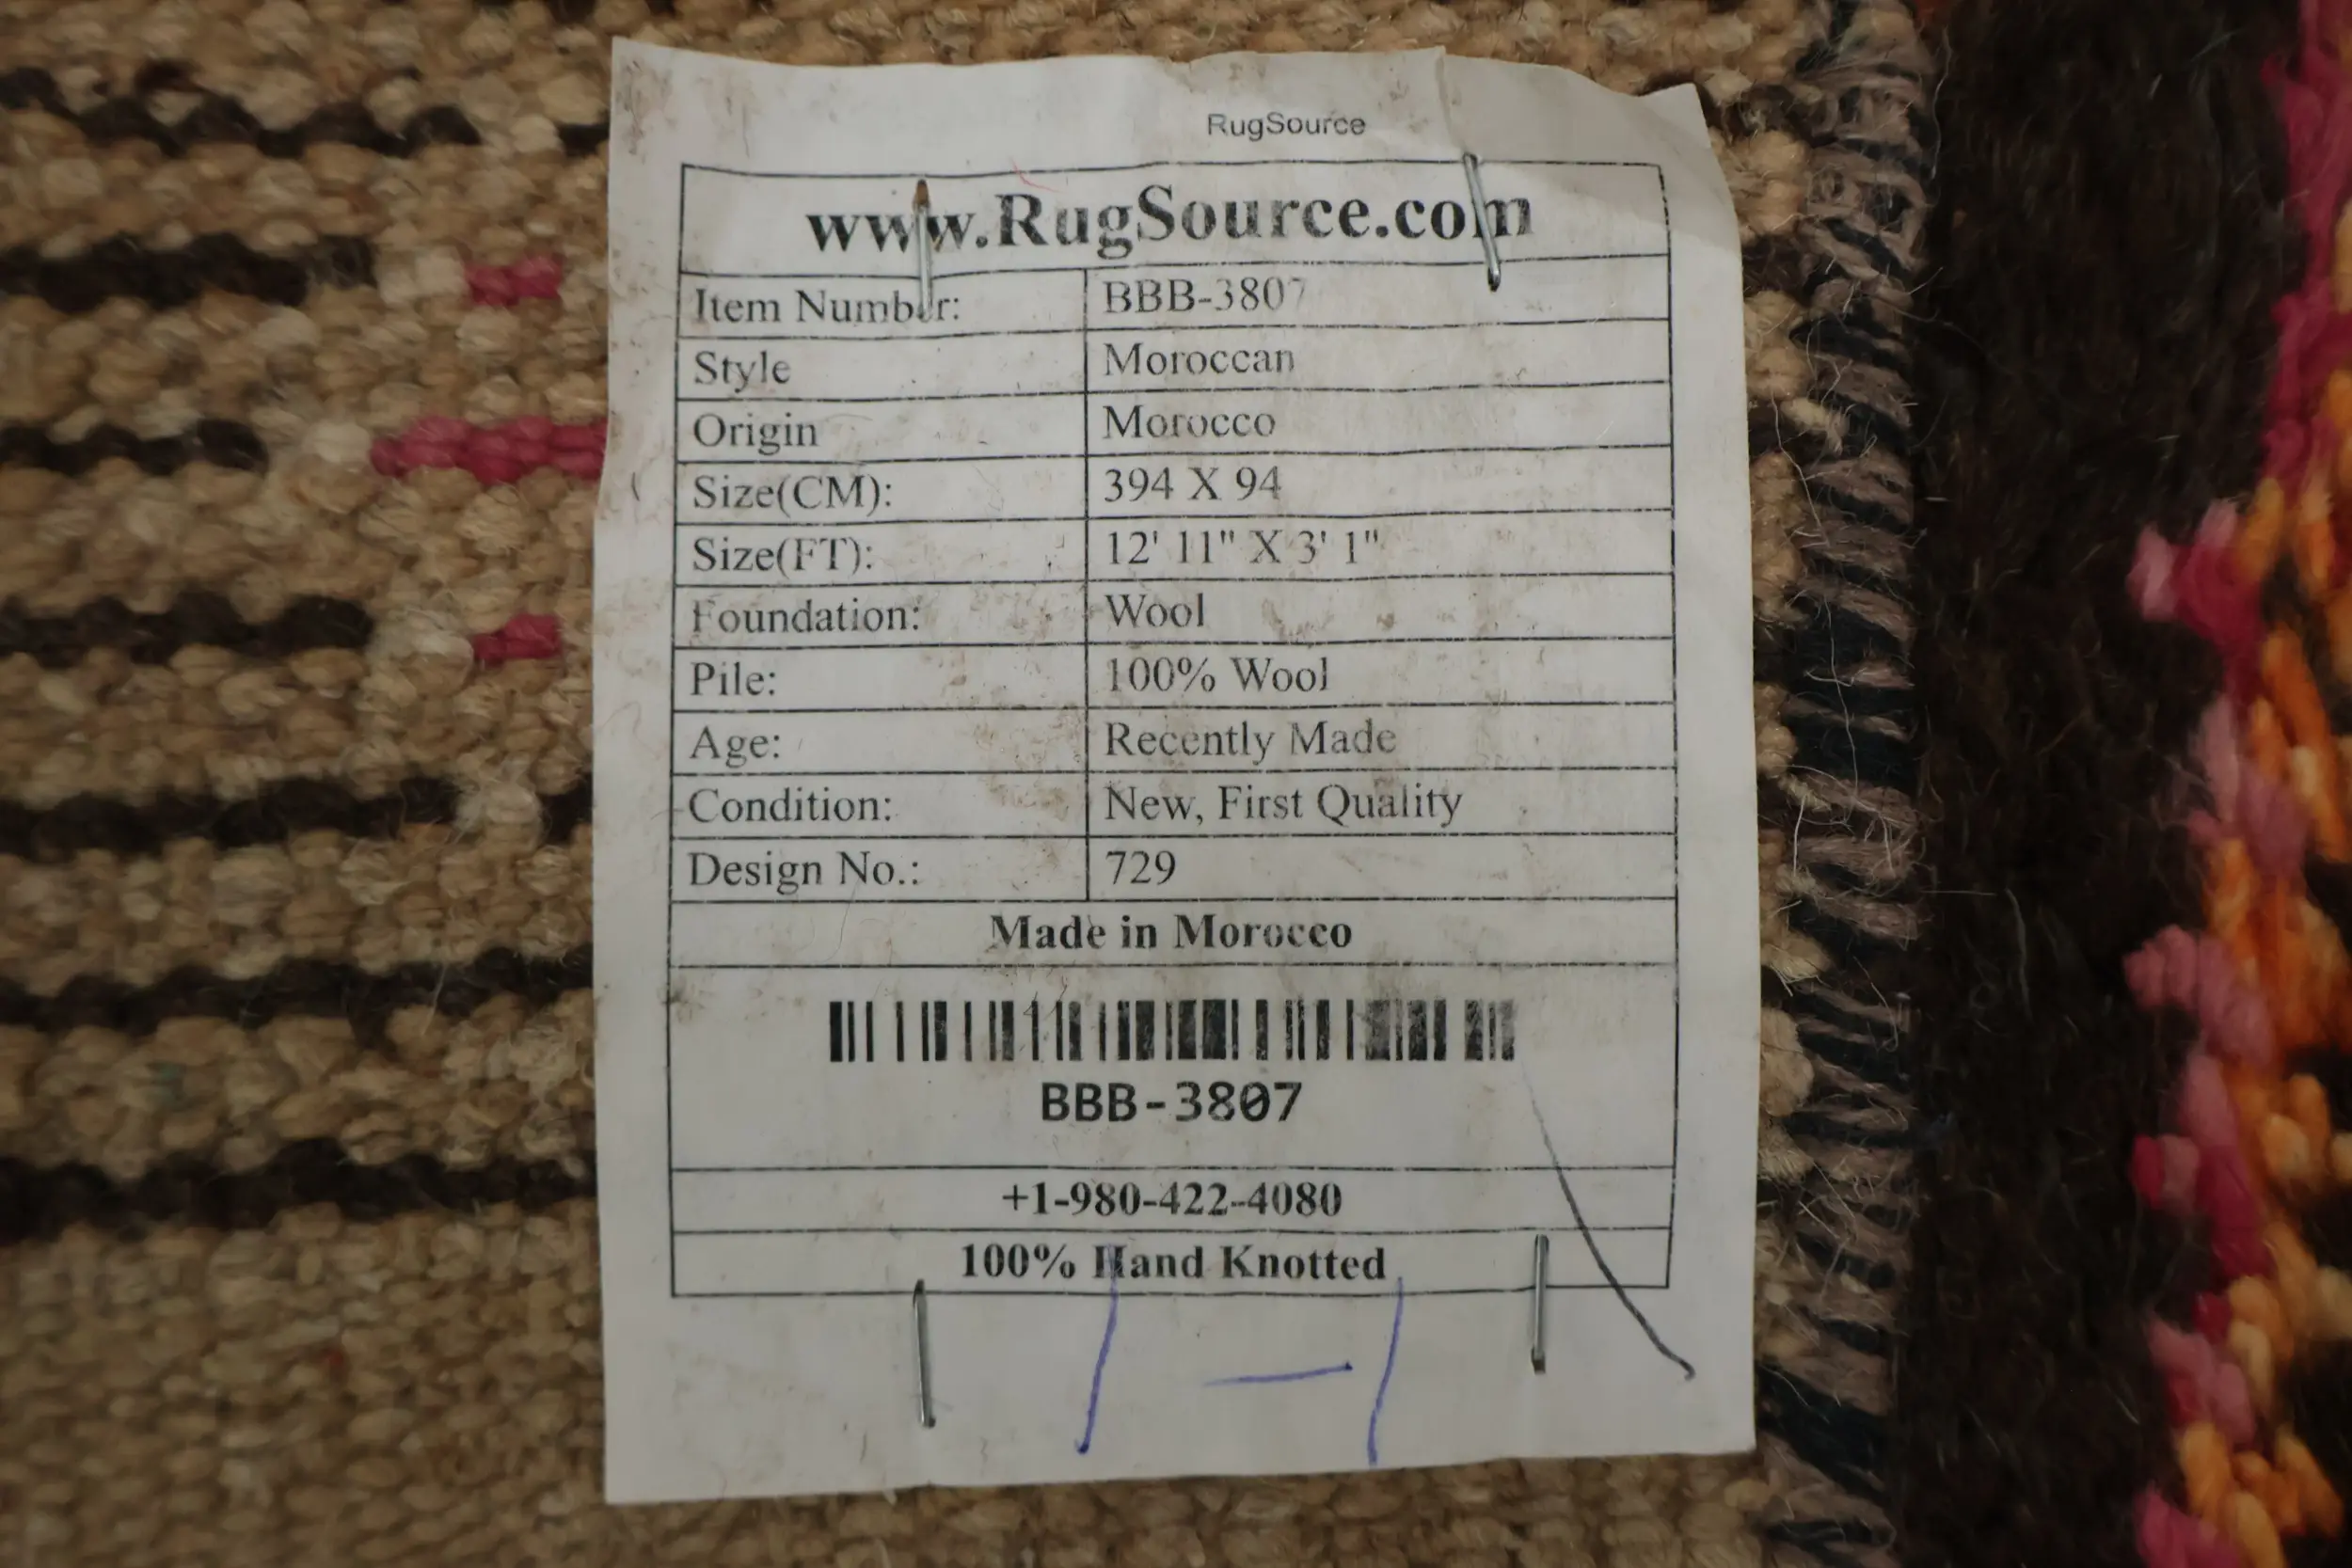 RugSource
www.RugSource.com
Item Number: BBB-3807
Style Moroccan
Origin Morocco
Size(CM): 394 X 94
Size(FT): 12' 11" X 3' 1"
Foundation: Wool
Pile: 100% Wool
Age: Recently Made
Condition: New, First Quality
Design No.: 729
Made in Morocco
BBB-3807
+1-980-422-4080
100% Hand Knotted
1-1